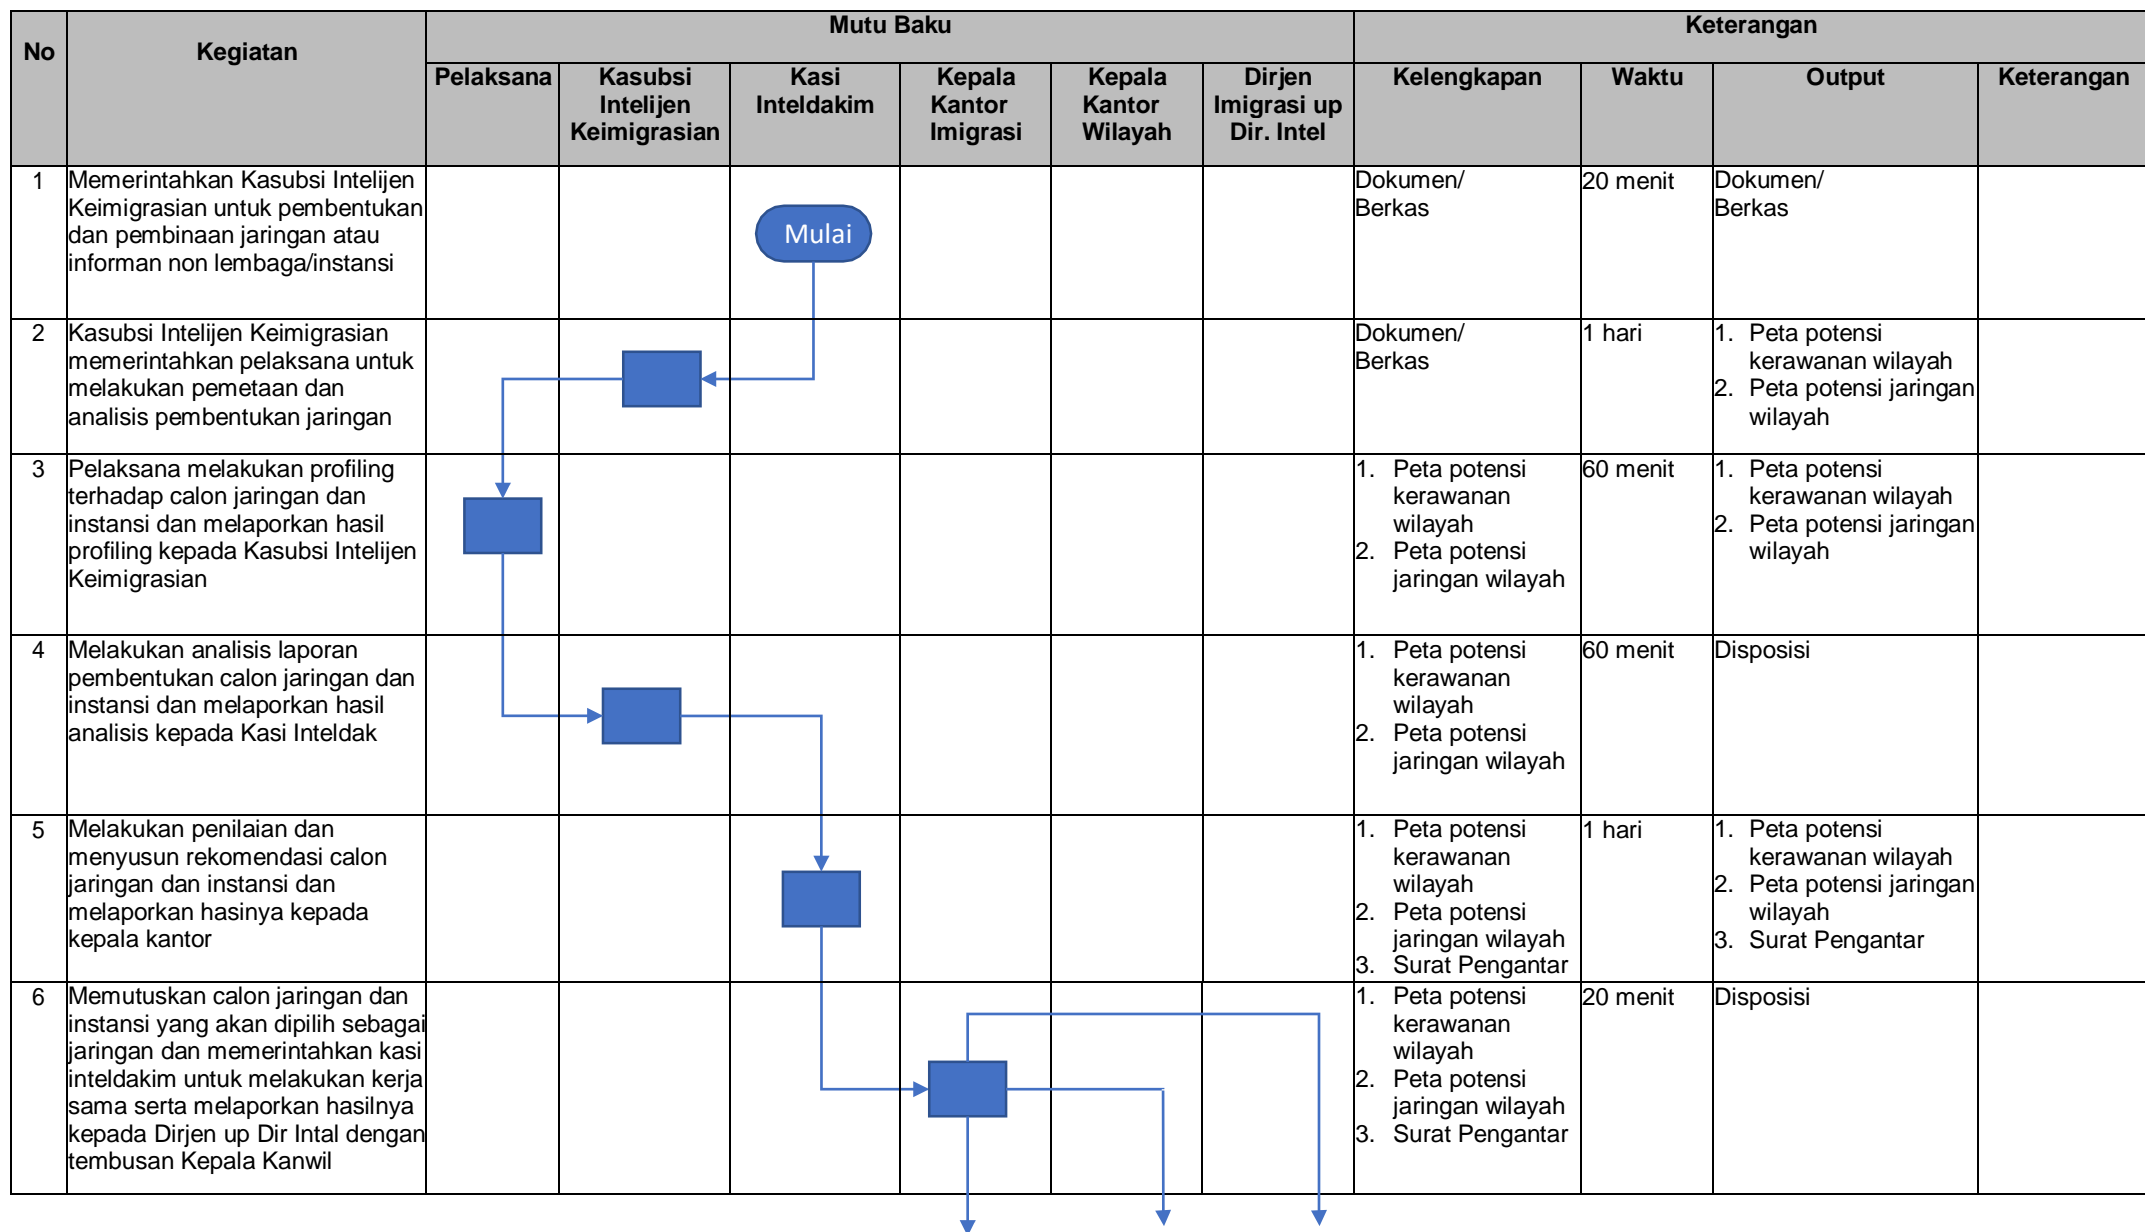 No
Kegiatan
Mutu Baku
Keterangan
Pelaksana
Kasubsi
Intelijen
Keimigrasian
Kasi
Inteldakim
Kepala
Kantor
Imigrasi
Kepala
Kantor
Wilayah
Dirjen
Imigrasi up
Dir. Intel
Kelengkapan
Waktu
Output
Keterangan
1
Memerintahkan Kasubsi Intelijen
Keimigrasian untuk pembentukan
dan pembinaan jaringan atau
informan non lembaga/instansi
Mulai
Dokumen/
Berkas
20 menit
Dokumen/
Berkas
2
Kasubsi Intelijen Keimigrasian
memerintahkan pelaksana untuk
melakukan pemetaan dan
analisis pembentukan jaringan
Dokumen/
Berkas
1 hari
1. Peta potensi
kerawanan wilayah
2. Peta potensi jaringan
wilayah
3
Pelaksana melakukan profiling
terhadap calon jaringan dan
instansi dan melaporkan hasil
profiling kepada Kasubsi Intelijen
Keimigrasian
1. Peta potensi
kerawanan
wilayah
2. Peta potensi
jaringan wilayah
60 menit
1. Peta potensi
kerawanan wilayah
2. Peta potensi jaringan
wilayah
4
Melakukan analisis laporan
pembentukan calon jaringan dan
instansi dan melaporkan hasil
analisis kepada Kasi Inteldak
1. Peta potensi
kerawanan
wilayah
2. Peta potensi
jaringan wilayah
60 menit
Disposisi
5
Melakukan penilaian dan
menyusun rekomendasi calon
jaringan dan instansi dan
melaporkan hasinya kepada
kepala kantor
1. Peta potensi
kerawanan
wilayah
2. Peta potensi
jaringan wilayah
3. Surat Pengantar
1 hari
1. Peta potensi
kerawanan wilayah
2. Peta potensi jaringan
wilayah
3. Surat Pengantar
6
Memutuskan calon jaringan dan
instansi yang akan dipilih sebagai
jaringan dan memerintahkan kasi
inteldakim untuk melakukan kerja
sama serta melaporkan hasilnya
kepada Dirjen up Dir Intal dengan
tembusan Kepala Kanwil
1. Peta potensi
kerawanan
wilayah
2. Peta potensi
jaringan wilayah
3. Surat Pengantar
20 menit
Disposisi